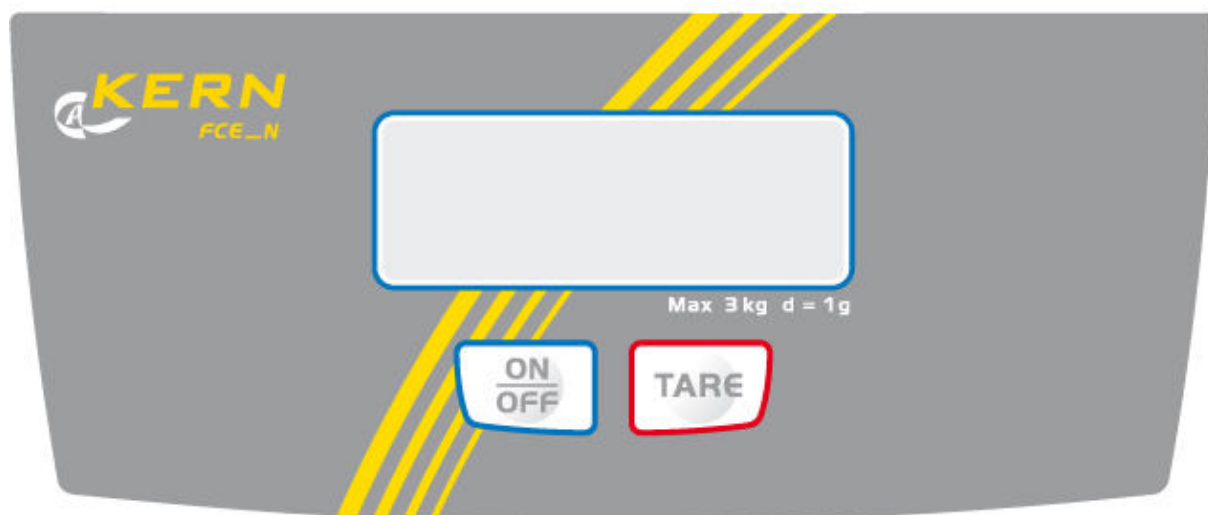 KERN
FCE_N
Max 3kg d = 1g
ON
OFF
TARE